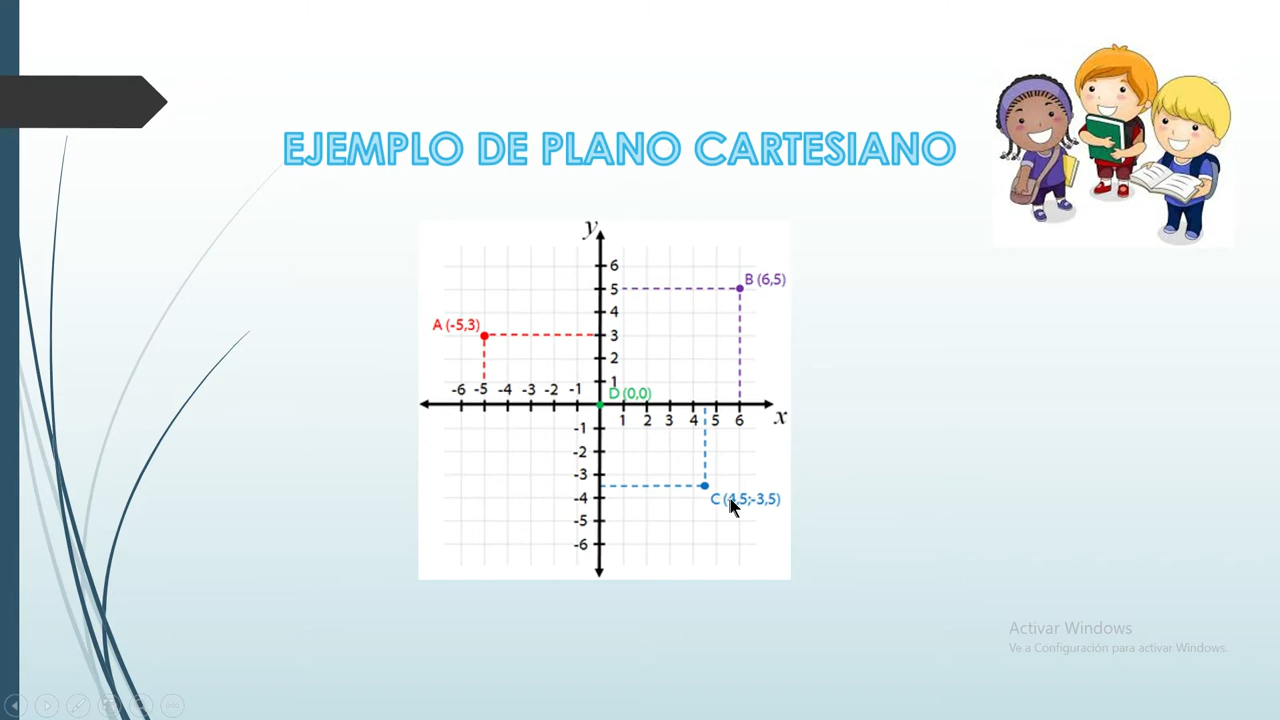 EJEMPLO DE PLANO CARTESIANO
y
6
B (6,5)
5
4
A (-5,3)
3
2
1
-6 -5 -4 -3 -2 -1
D (0,0)
1 2 3 4 5 6
x
-1
-2
-3
-4
C (4,5;-3,5)
-5
-6
Activar Windows
Ve a Configuración para activar Windows.